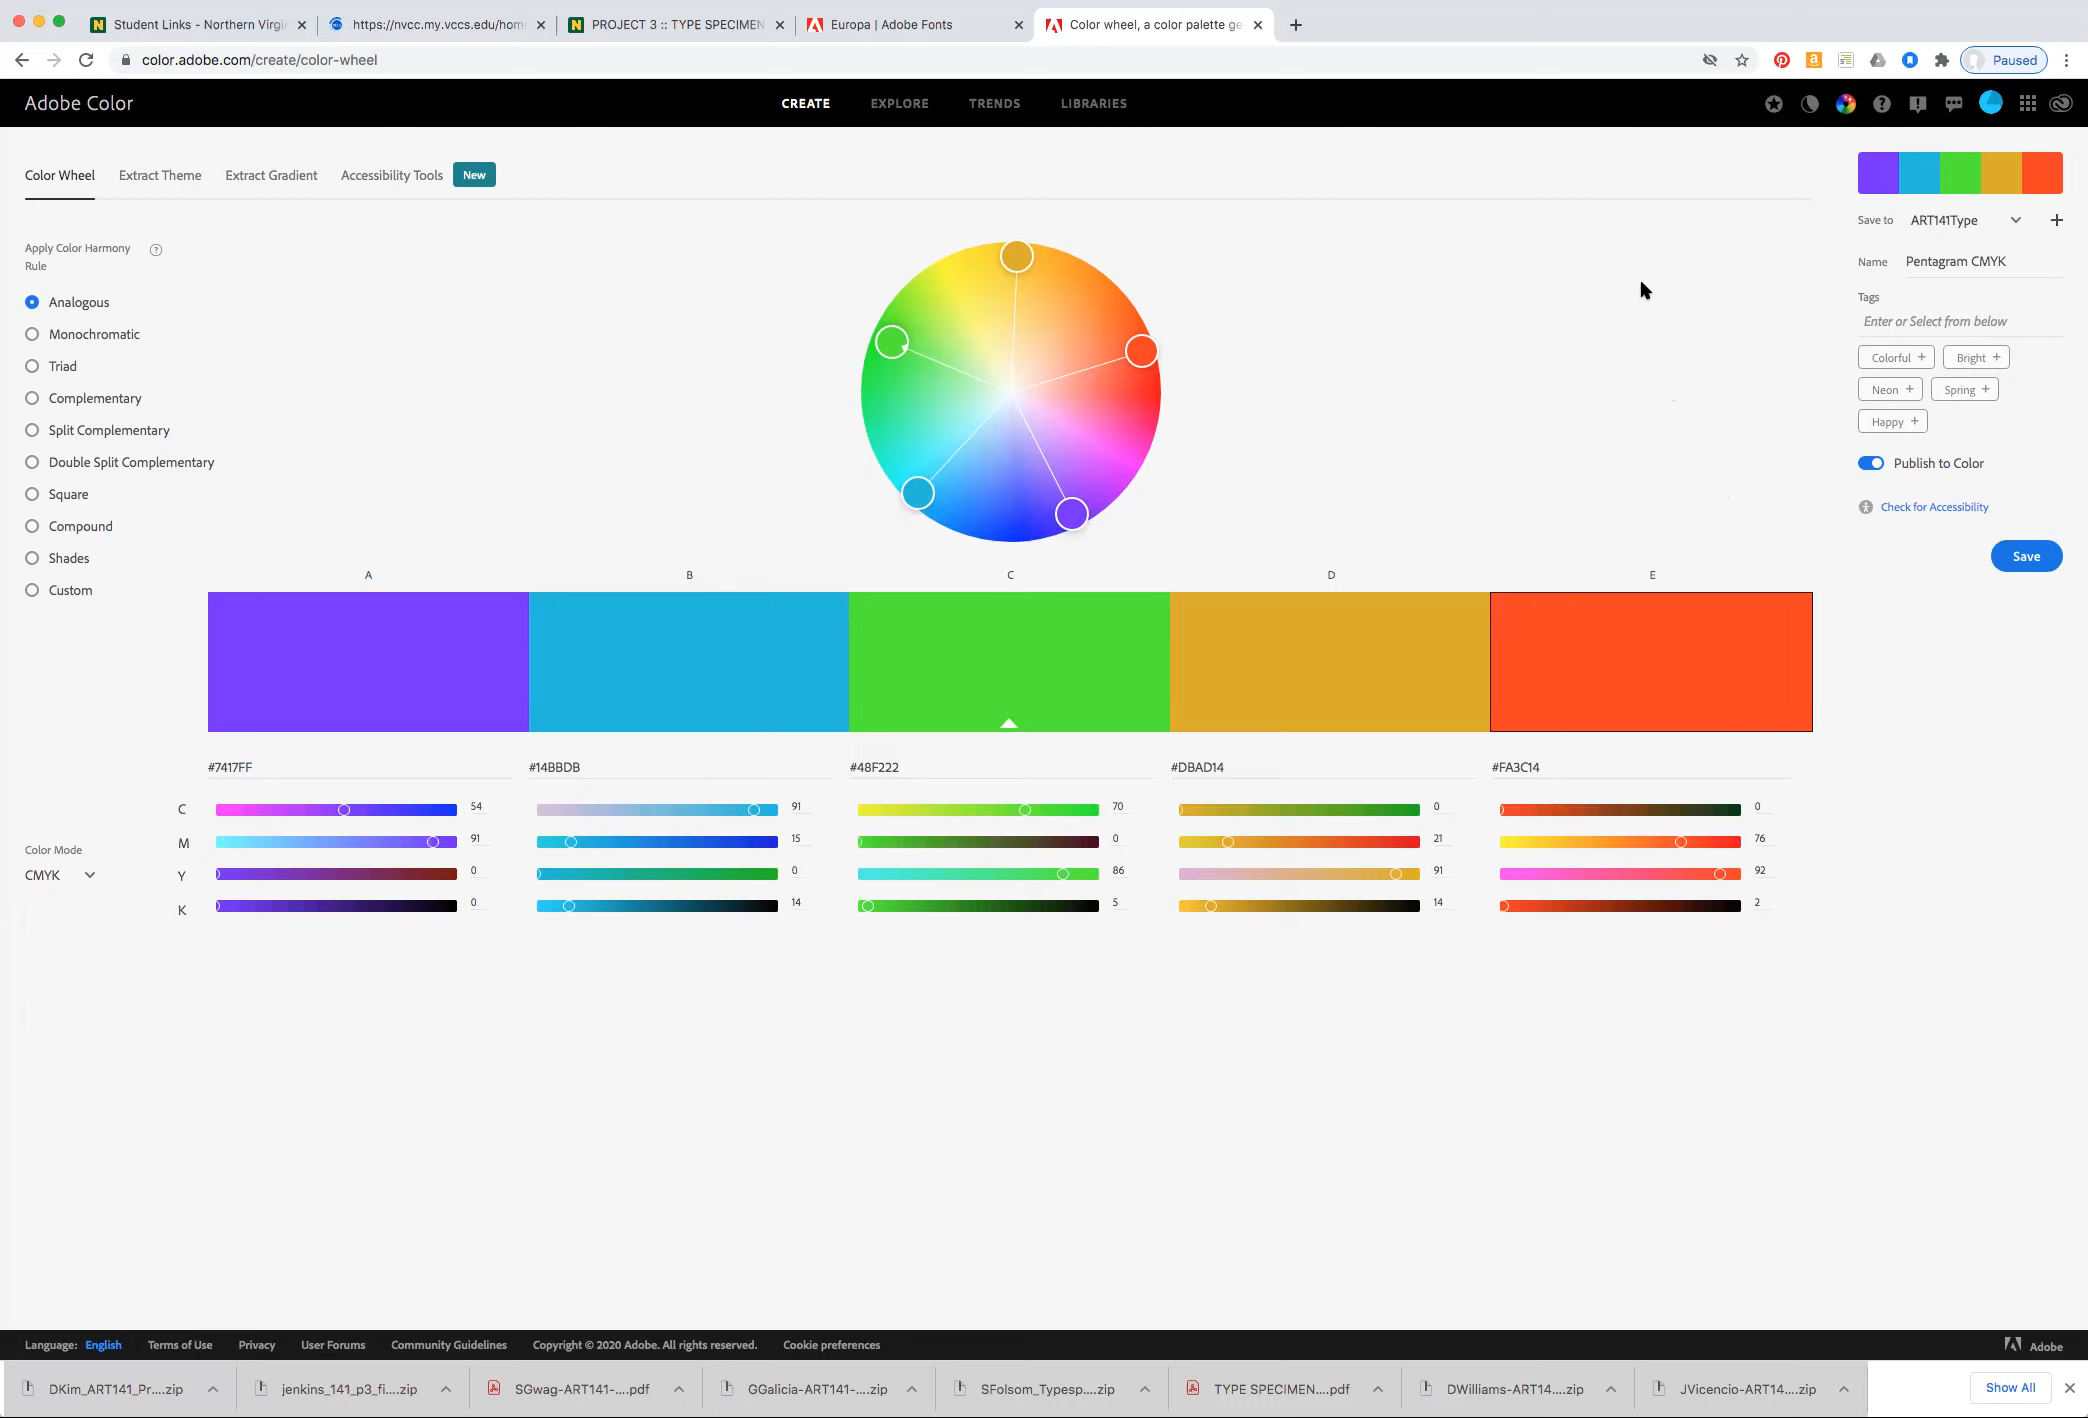 Student Links - Northern Virgin
https://nvcc.my.vccs.edu/hom
PROJECT 3 :: TYPE SPECIMEN
Europa | Adobe Fonts
Color wheel, a color palette ge
color.adobe.com/create/color-wheel
Paused
Adobe Color
CREATE
EXPLORE
TRENDS
LIBRARIES
Color Wheel
Extract Theme
Extract Gradient
Accessibility Tools
New
Apply Color Harmony
Rule
Analogous
Monochromatic
Triad
Complementary
Split Complementary
Double Split Complementary
Square
Compound
Shades
Custom
Save to ART141Type
Name Pentagram CMYK
Tags
Enter or Select from below
Colorful + Bright +
Neon + Spring +
Happy +
Publish to Color
Check for Accessibility
Save
A B C D E
#7417FF #14BBDB #48F222 #DBAD14 #FA3C14
C 54 91 70 0 0
M 91 15 0 21 76
Y 0 0 86 91 92
K 0 14 5 14 2
Color Mode
CMYK
Language: English
Terms of Use
Privacy
User Forums
Community Guidelines
Copyright © 2020 Adobe. All rights reserved.
Cookie preferences
Adobe
DKim_ART141_Pr....zip
jenkins_141_p3_fi....zip
SGwag-ART141-....pdf
GGalicia-ART141-....zip
SFolsom_Typesp....zip
TYPE SPECIMEN....pdf
DWilliams-ART14....zip
JVicencio-ART14....zip
Show All